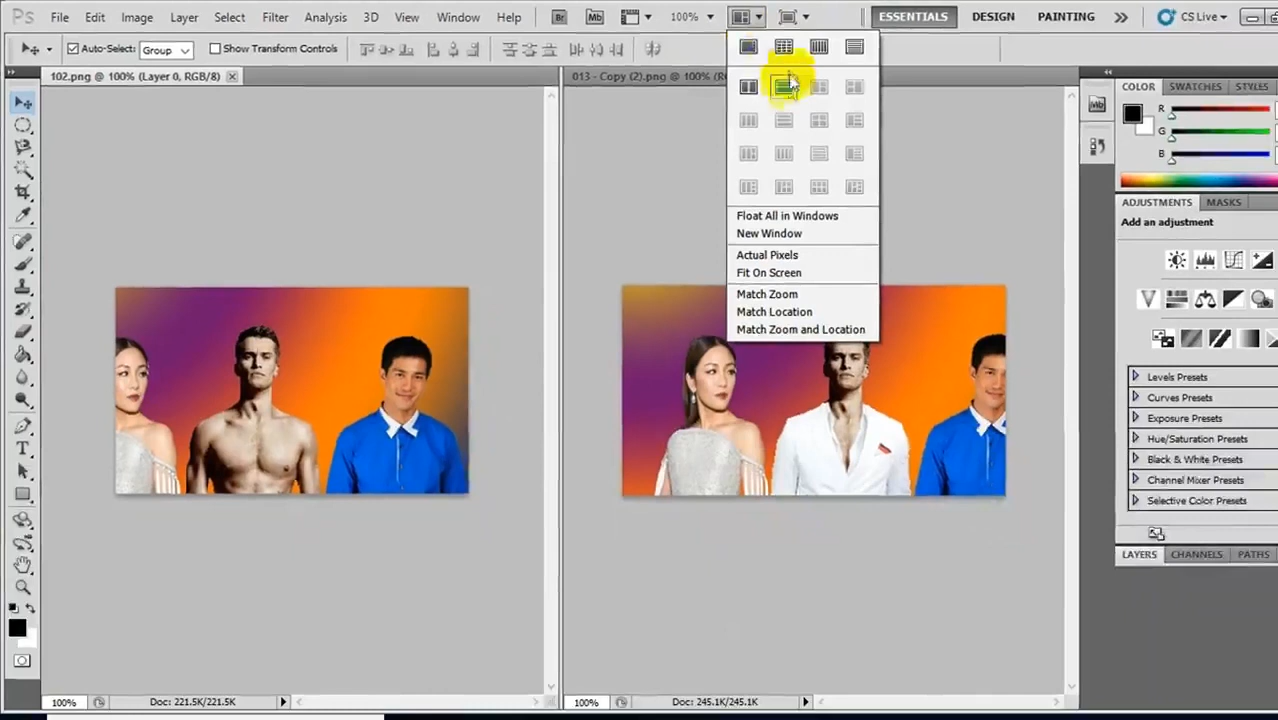 Ps File Edit Image Layer Select Filter Analysis 3D View Window Help Br Mb 100% ESSENTIALS DESIGN PAINTING CS Live
Auto-Select: Group Show Transform Controls
102.png @ 100% (Layer 0, RGB/8)
013 - Copy (2).png @ 100%
Float All in Windows
New Window
Actual Pixels
Fit On Screen
Match Zoom
Match Location
Match Zoom and Location
COLOR SWATCHES STYLES
R
G
B
ADJUSTMENTS MASKS
Add an adjustment
Levels Presets
Curves Presets
Exposure Presets
Hue/Saturation Presets
Black & White Presets
Channel Mixer Presets
Selective Color Presets
LAYERS CHANNELS PATHS
100% Doc: 221.5K/221.5K
100% Doc: 245.1K/245.1K